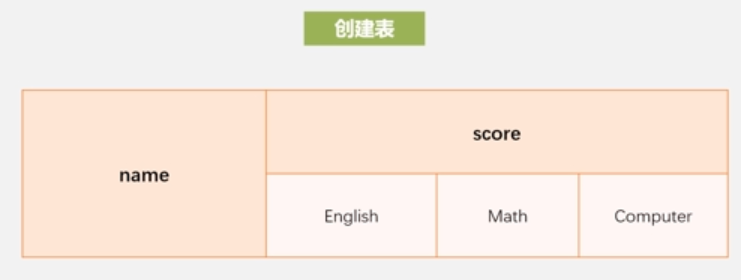 创建表
name
score
English
Math
Computer